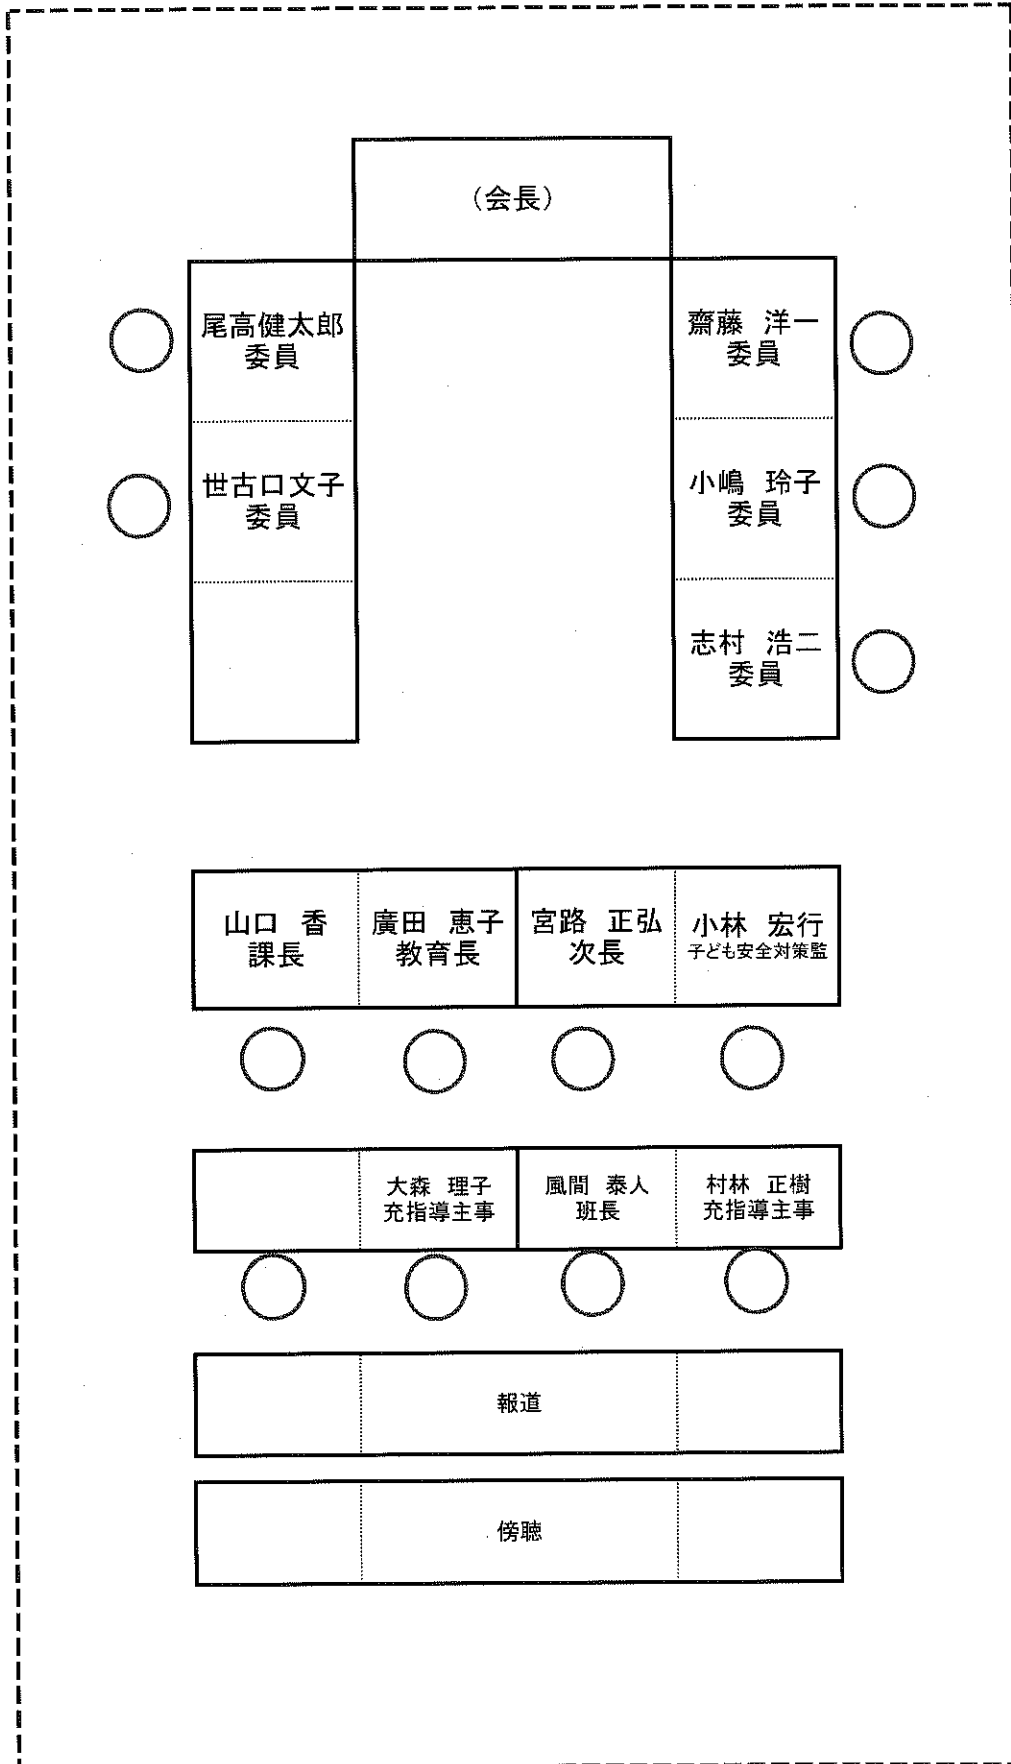 （会長）
尾高健太郎
委員
齋藤 洋一
委員
世古口文子
委員
小嶋 玲子
委員
志村 浩二
委員
山口 香
課長
廣田 恵子
教育長
宮路 正弘
次長
小林 宏行
子ども安全対策監
大森 理子
充指導主事
風間 泰人
班長
村林 正樹
充指導主事
報道
傍聴